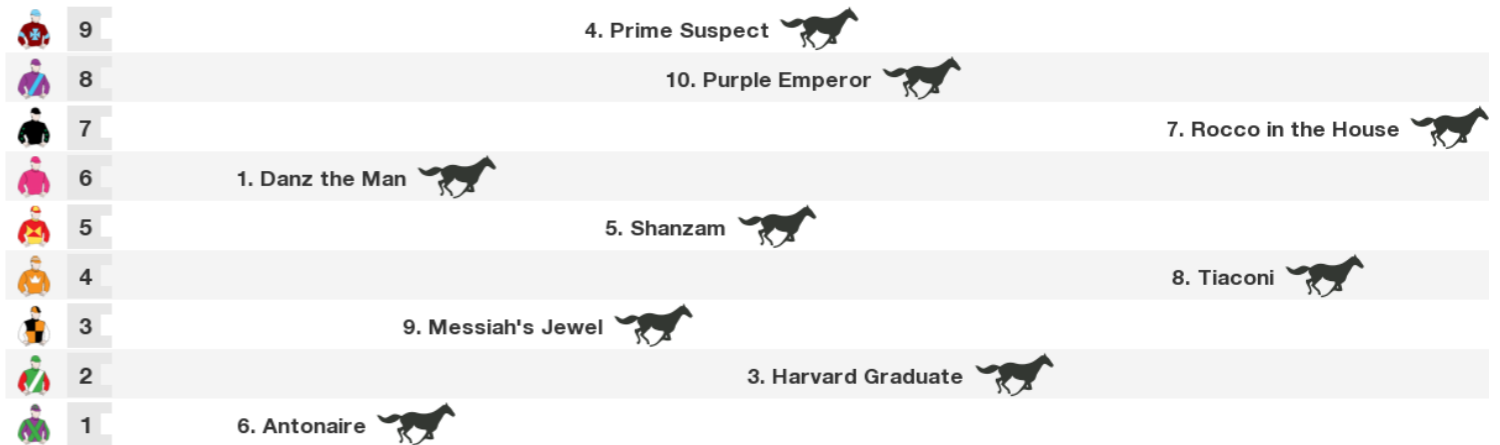 9 4. Prime Suspect
8 10. Purple Emperor
7 7. Rocco in the House
6 1. Danz the Man
5 5. Shanzam
4 8. Tiaconi
3 9. Messiah's Jewel
2 3. Harvard Graduate
1 6. Antonaire